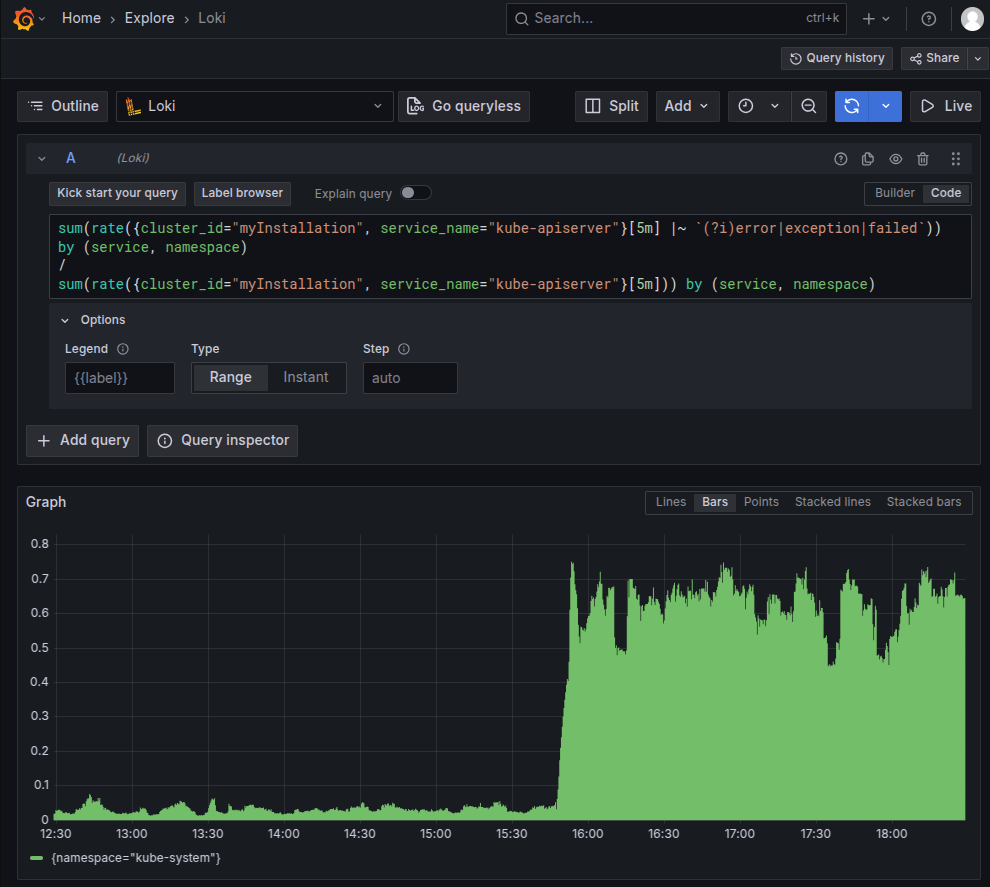 Home › Explore › Loki
Search... ctrl+k
Query history Share
Outline Loki Go queryless Split Add Live
A (Loki)
Kick start your query Label browser Explain query Builder Code
sum(rate({cluster_id="myInstallation", service_name="kube-apiserver"}[5m] |~ `(?i)error|exception|failed`))
by (service, namespace)
/
sum(rate({cluster_id="myInstallation", service_name="kube-apiserver"}[5m])) by (service, namespace)
Options
Legend Type Step
{{label}} Range Instant auto
+ Add query Query inspector
Graph Lines Bars Points Stacked lines Stacked bars
0.8
0.7
0.6
0.5
0.4
0.3
0.2
0.1
0
12:30 13:00 13:30 14:00 14:30 15:00 15:30 16:00 16:30 17:00 17:30 18:00
{namespace="kube-system"}